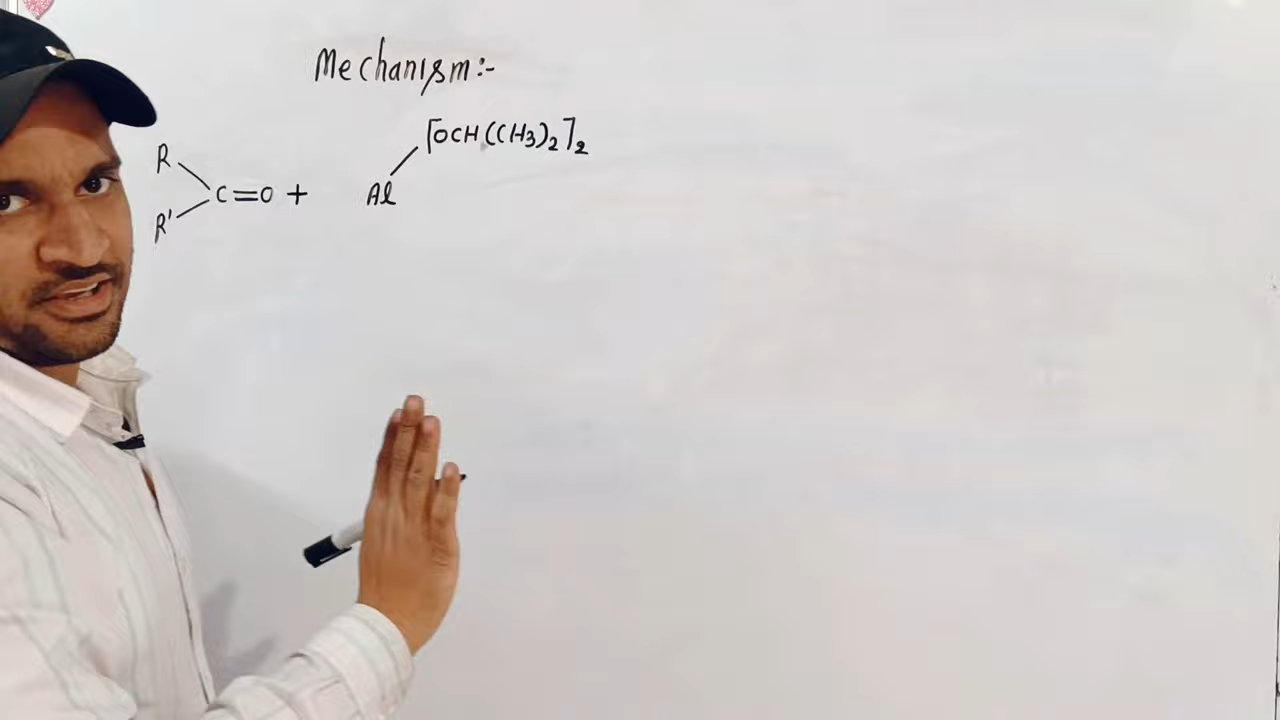 Mechanism:-
[OCH(CH3)2]2
R
C=O + Al
R'